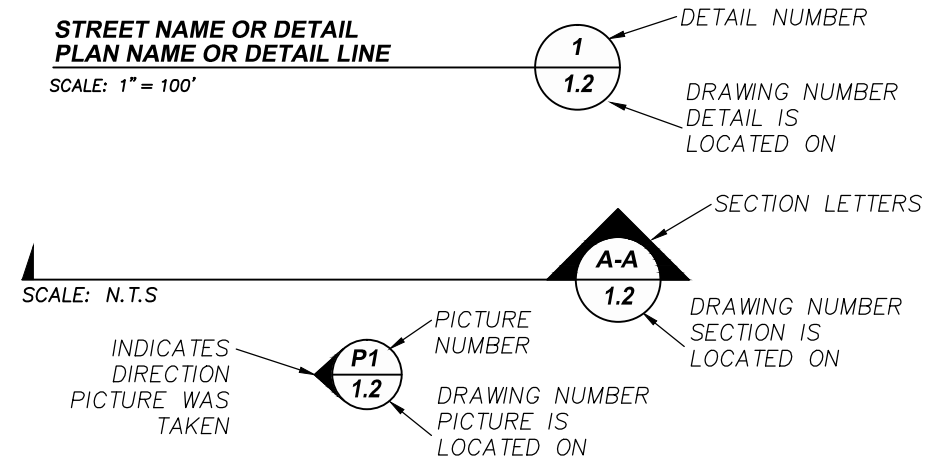 STREET NAME OR DETAIL
PLAN NAME OR DETAIL LINE
SCALE: 1" = 100'
1
1.2
DETAIL NUMBER
DRAWING NUMBER
DETAIL IS
LOCATED ON
SCALE: N.T.S
A-A
1.2
SECTION LETTERS
DRAWING NUMBER
SECTION IS
LOCATED ON
INDICATES
DIRECTION
PICTURE WAS
TAKEN
P1
1.2
PICTURE
NUMBER
DRAWING NUMBER
PICTURE IS
LOCATED ON